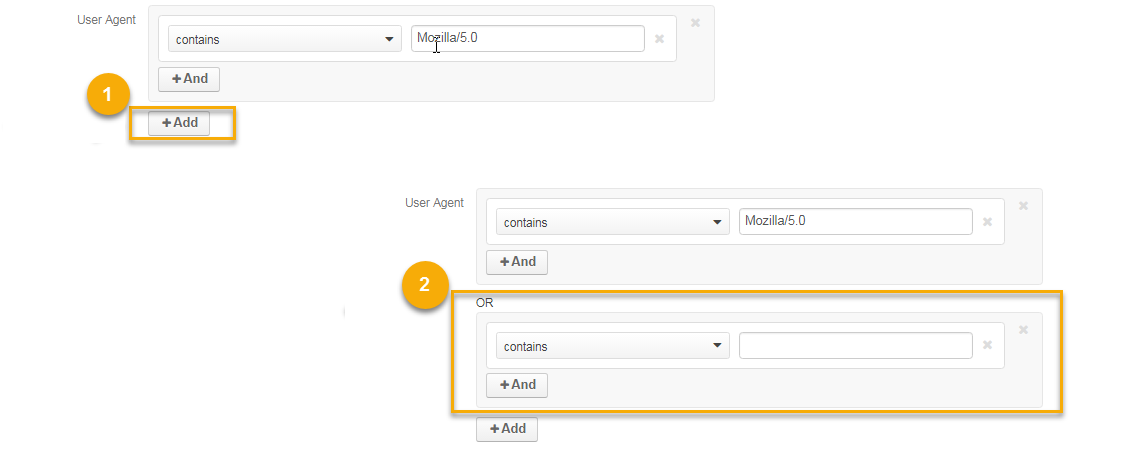 User Agent
contains
Mozilla/5.0
+And
1
+Add
User Agent
contains
Mozilla/5.0
+And
2
OR
contains
+And
+Add